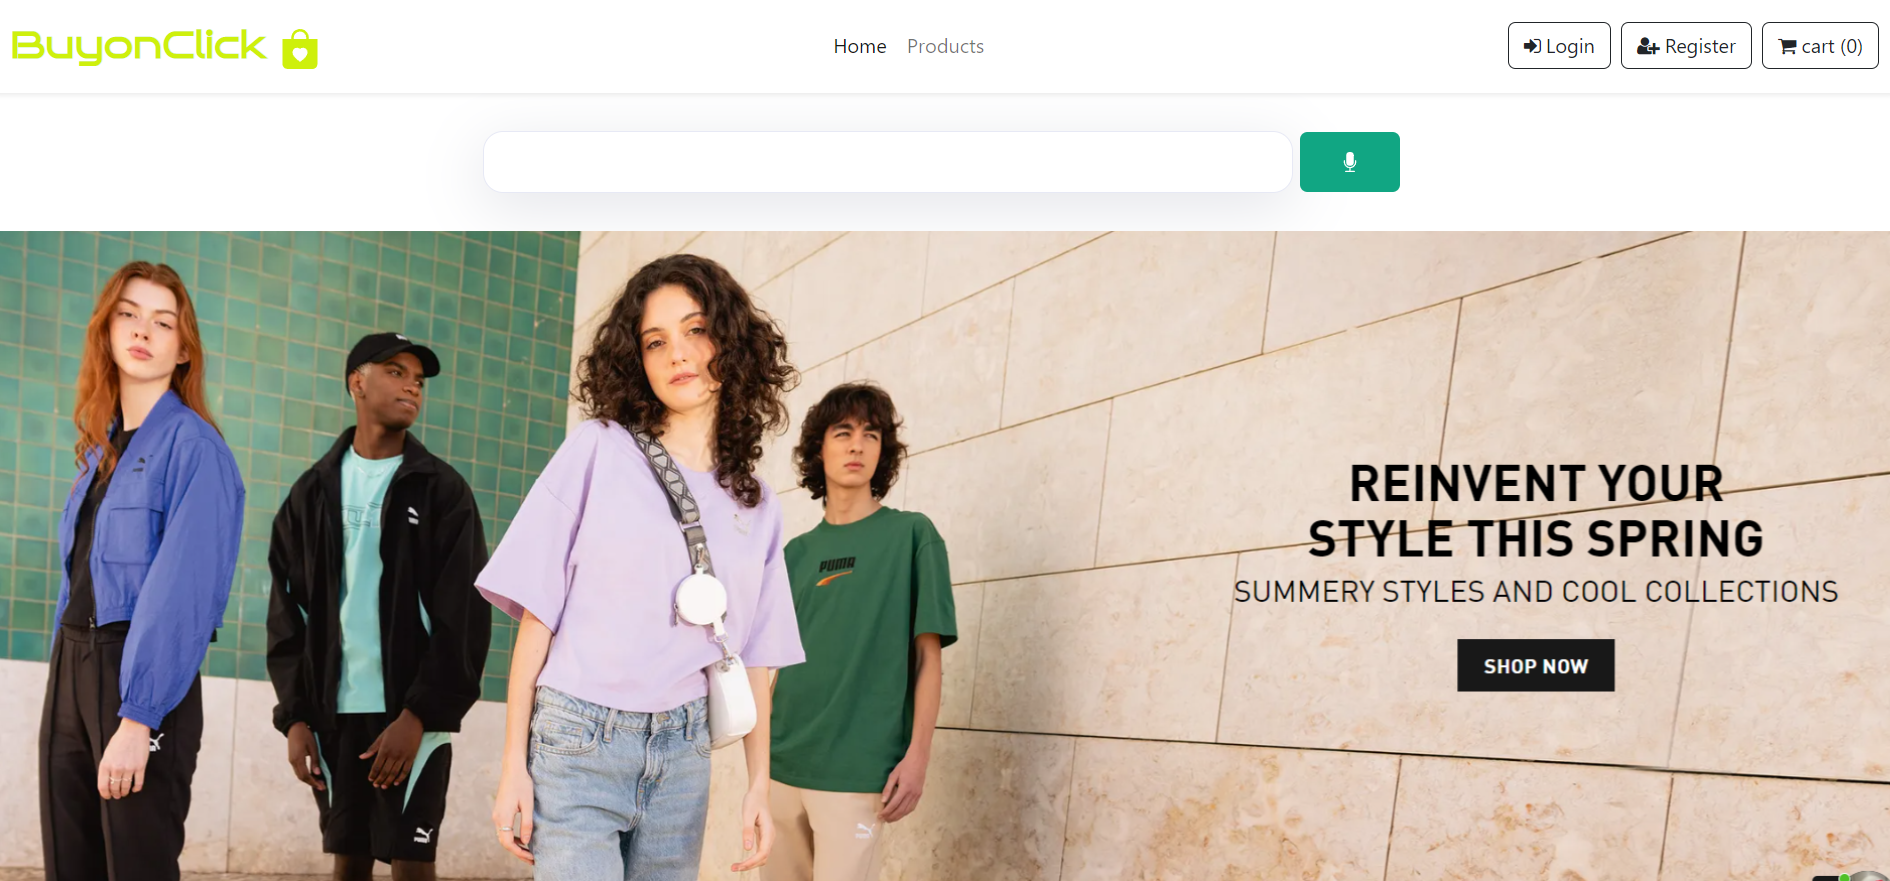 BuyonClick
Home Products
Login Register cart (0)
REINVENT YOUR
STYLE THIS SPRING
SUMMERY STYLES AND COOL COLLECTIONS
SHOP NOW
PUMA